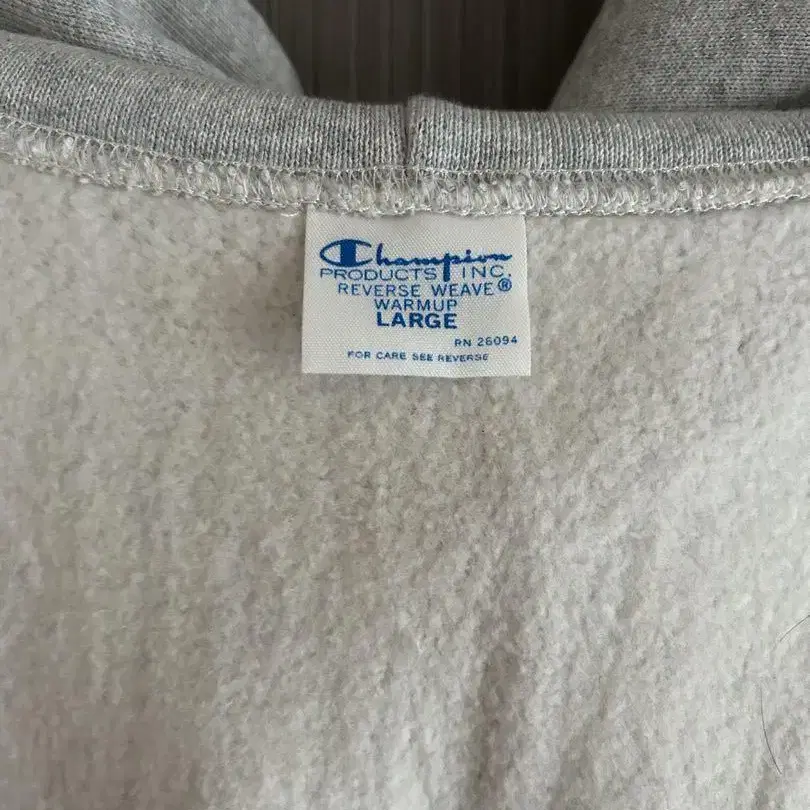 Champion
PRODUCTS INC.
REVERSE WEAVE®
WARMUP
LARGE
RN 26094
FOR CARE SEE REVERSE